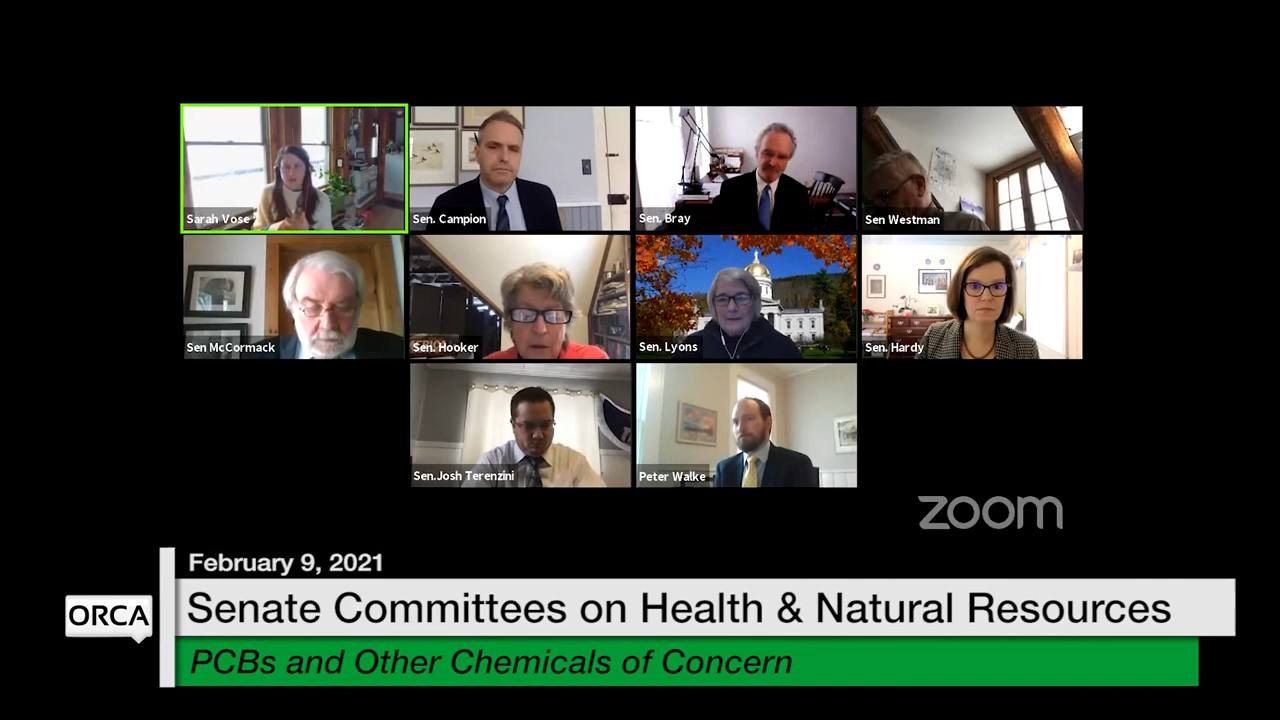 Sarah Vose
Sen. Campion
Sen. Bray
Sen Westman
Sen McCormack
Sen. Hooker
Sen. Lyons
Sen. Hardy
Sen.Josh Terenzini
Peter Walke
zoom
February 9, 2021
ORCA
Senate Committees on Health & Natural Resources
PCBs and Other Chemicals of Concern